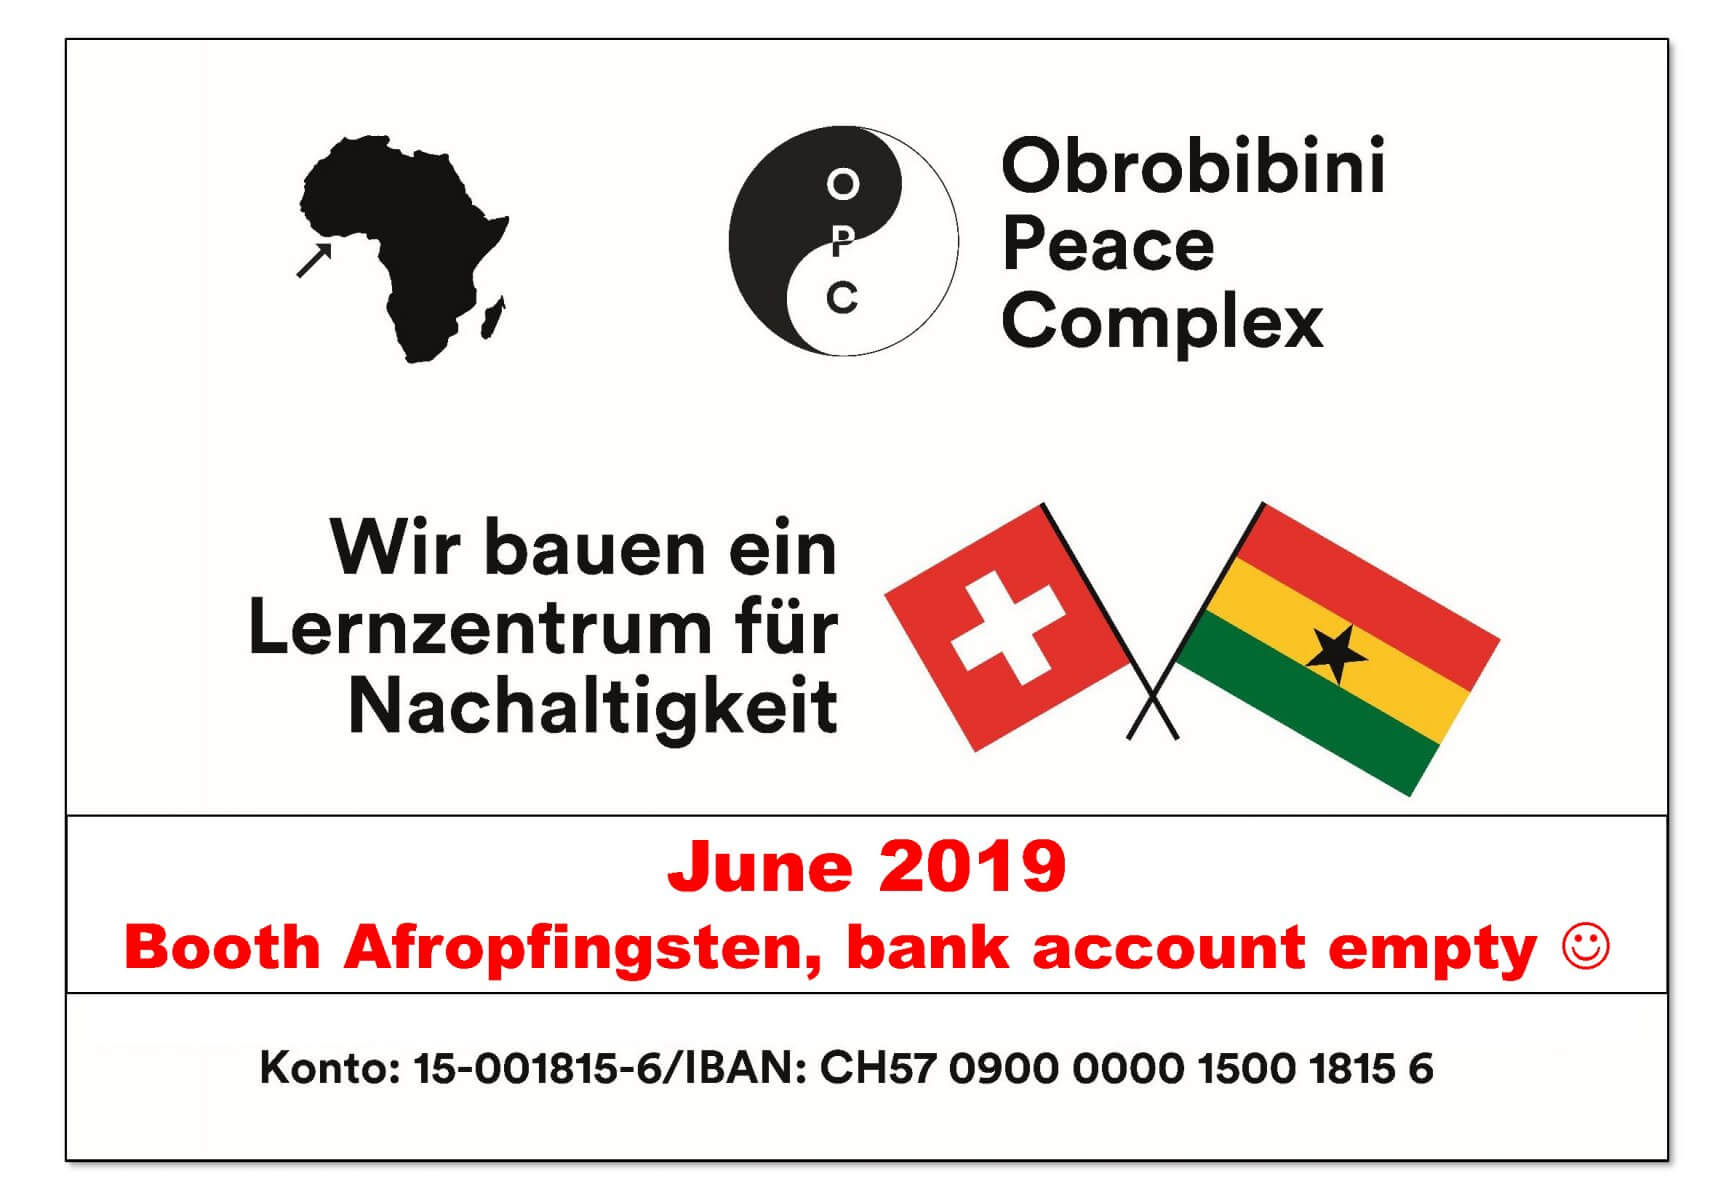 O
P
C
Obrobibini
Peace
Complex
Wir bauen ein
Lernzentrum für
Nachaltigkeit
June 2019
Booth Afropfingsten, bank account empty ☺
Konto: 15-001815-6/IBAN: CH57 0900 0000 1500 1815 6